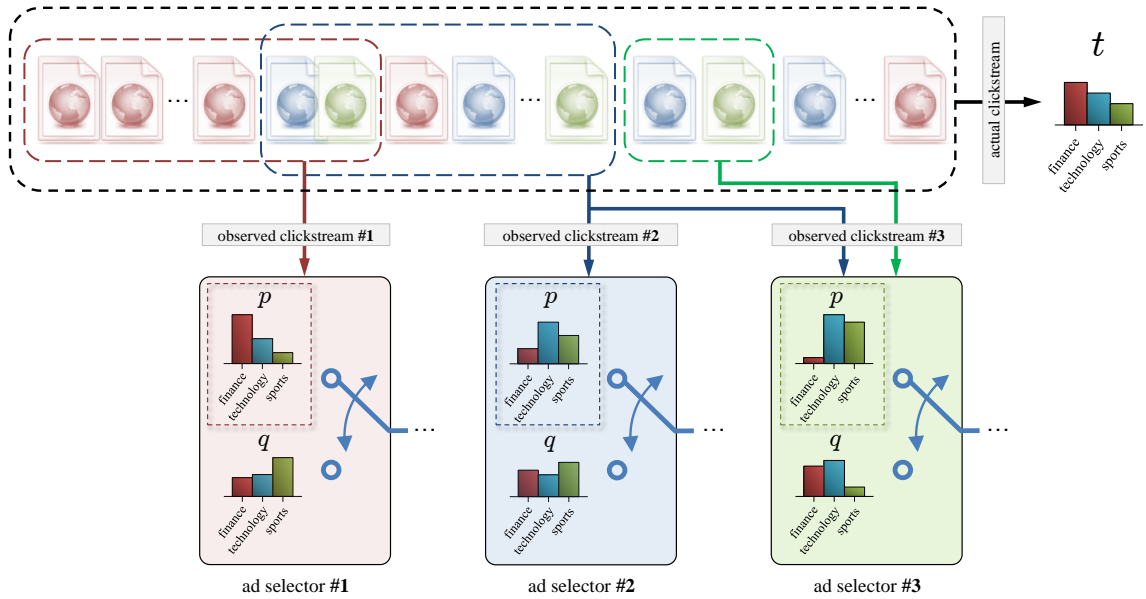 ... ... ...
actual clickstream
t
finance
technology
sports
observed clickstream #1
observed clickstream #2
observed clickstream #3
p
finance
technology
sports
q
finance
technology
sports
...
ad selector #1
p
finance
technology
sports
q
finance
technology
sports
...
ad selector #2
p
finance
technology
sports
q
finance
technology
sports
...
ad selector #3